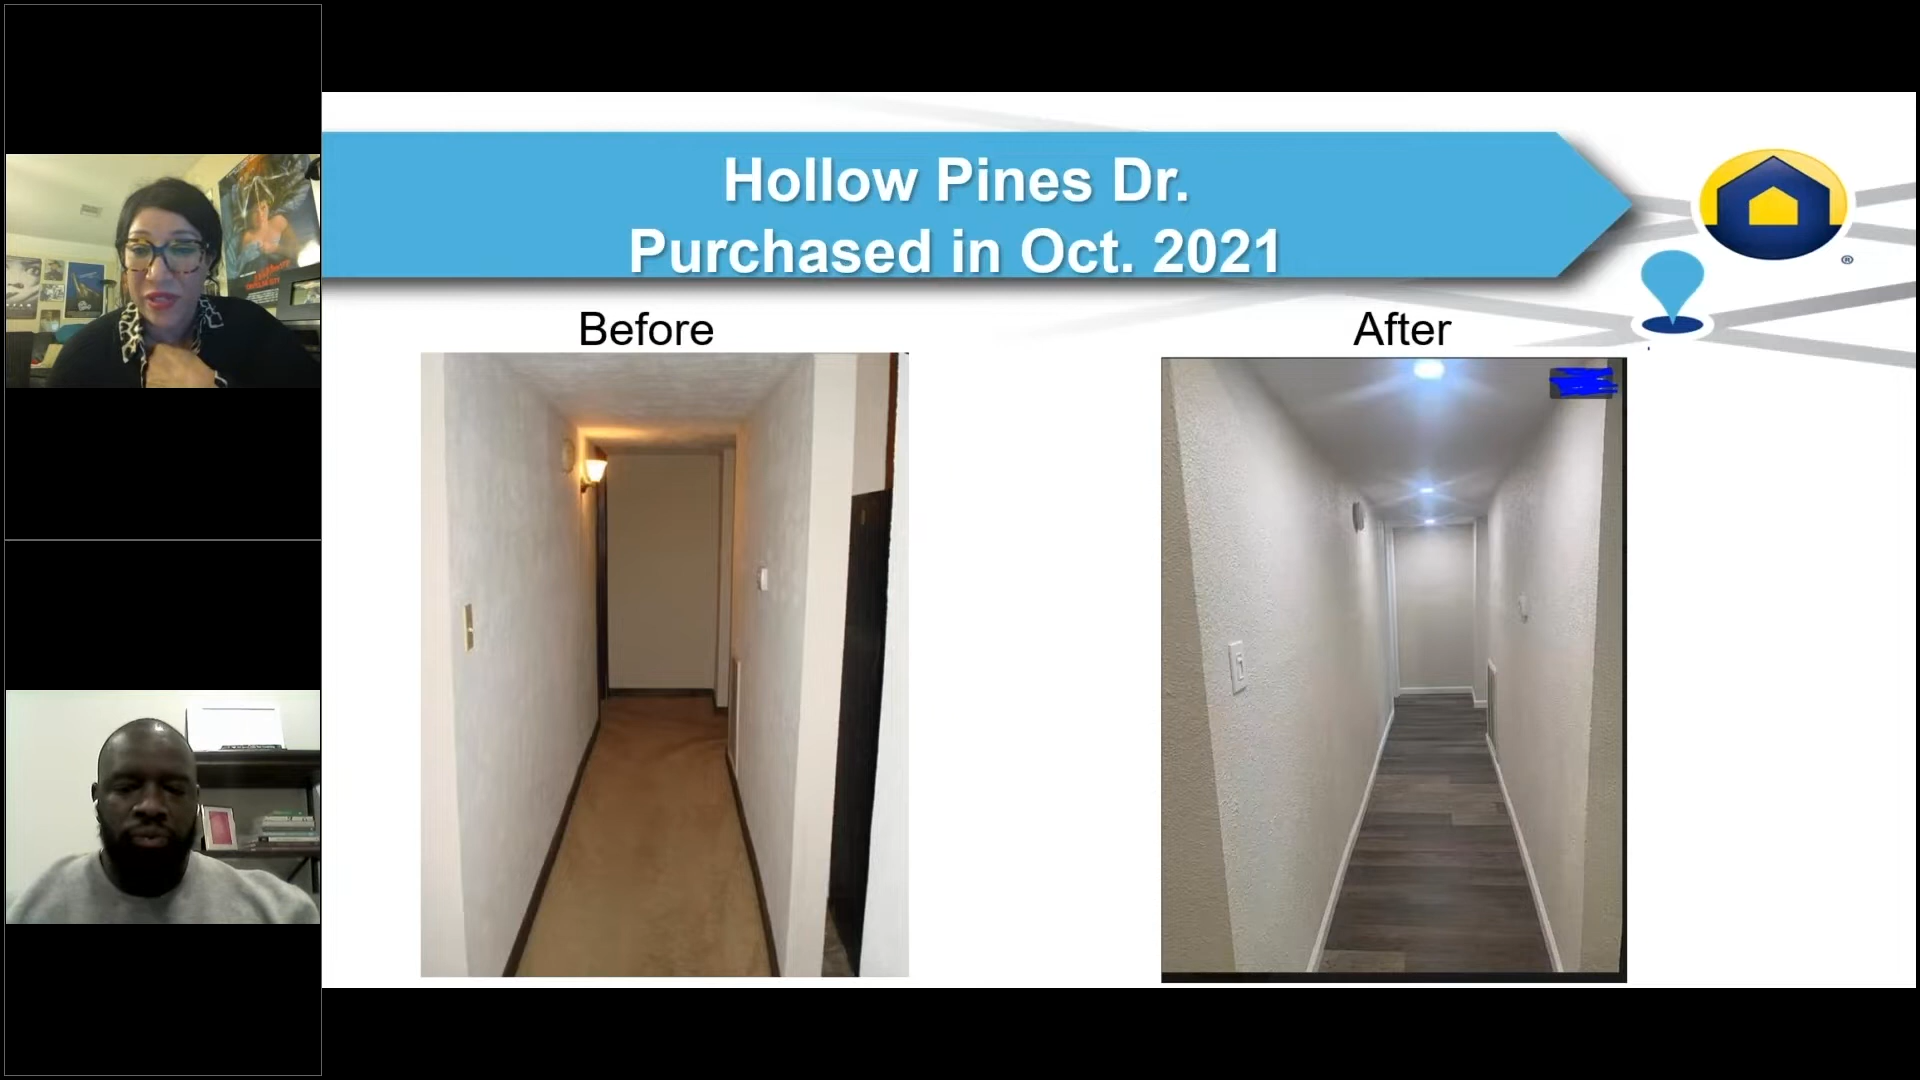 Hollow Pines Dr.
Purchased in Oct. 2021
Before
After
®